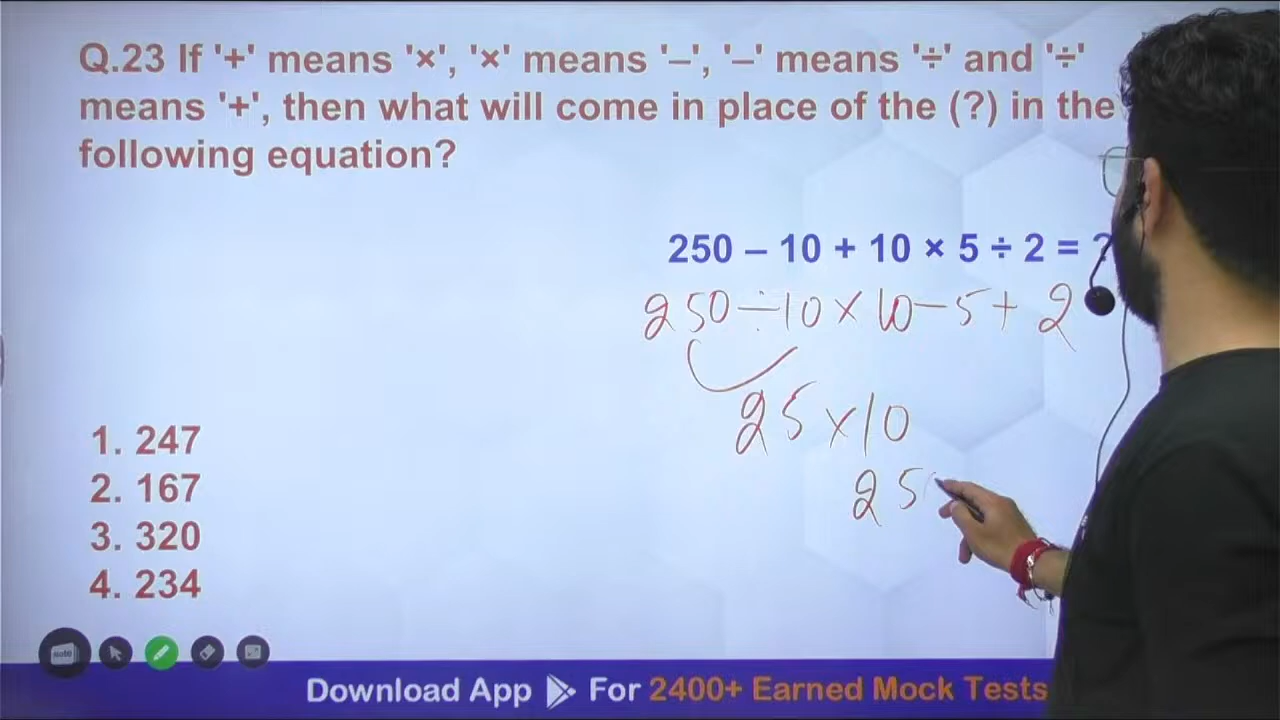 Q.23 If '+' means '×', '×' means '–', '–' means '÷' and '÷'
means '+', then what will come in place of the (?) in the
following equation?
250 – 10 + 10 × 5 ÷ 2 = ?
250÷10×10–5+2
25×10
25
1. 247
2. 167
3. 320
4. 234
Download App For 2400+ Earned Mock Tests